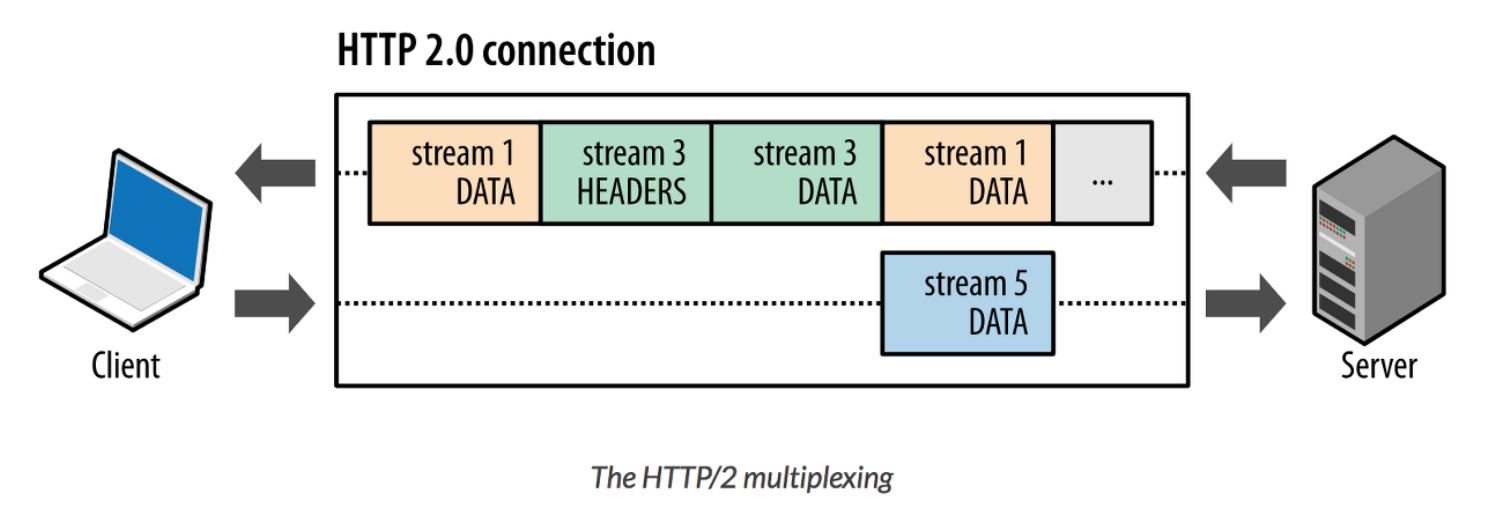 HTTP 2.0 connection
stream 1
DATA
stream 3
HEADERS
stream 3
DATA
stream 1
DATA
...
stream 5
DATA
Client
Server
The HTTP/2 multiplexing